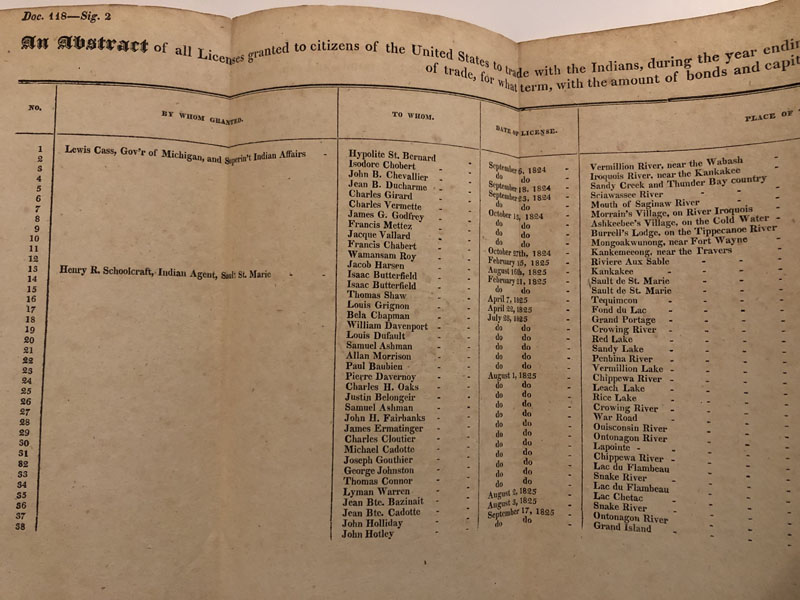 Doc. 118—Sig. 2
An Abstract of all Licenses granted to citizens of the United States to trade with the Indians, during the year
of trade, for what term, with the amount of bonds and
NO. BY WHOM GRANTED. TO WHOM. DATE OF LICENSE. PLACE OF
1 Lewis Cass, Gov'r of Michigan, and Superin't Indian Affairs - Hypolite St. Bernard - September 6, 1824 Vermillion River, near the Wabash
2 Isodore Chobert do do Iroquois River, near the Kankakee
3 John B. Chevallier September 18, 1824 Sandy Creek and Thunder Bay country
4 Jean B. Ducharme September 23, 1824 Sciawassee River
5 Charles Girard do do Mouth of Saginaw River
6 Charles Vermette October 15, 1824 Morrain's Village, on River Iroquois
7 James G. Godfrey do do Ashkeebee's Village, on the Cold Water
8 Francis Mettez do do Burrell's Lodge, on the Tippecanoe River
9 Jacque Vallard do do Mongoakwunong, near Fort Wayne
10 Francis Chabert October 27th, 1824 Kankemeeong, near the Travers
11 Wamansam Roy February 15, 1825 Riviere Aux Sable
12 Jacob Harsen August 16th, 1825 Kankakee
13 Henry R. Schoolcraft, Indian Agent, Saul: St. Marie Isaac Butterfield February 21, 1825 Sault de St. Marie
14 Isaac Butterfield do do Sault de St. Marie
15 Thomas Shaw April 7, 1825 Tequimcou
16 Louis Grignon April 22, 1825 Fond du Lac
17 Bela Chapman July 23, 1825 Grand Portage
18 William Davenport do do Crowing River
19 Louis Dufault do do Red Lake
20 Samuel Ashman do do Sandy Lake
21 Allan Morrison do do Penbina River
22 Paul Baubien do do Vermillion Lake
23 Pierre Davernoy August 1, 1825 Chippewa River
24 Charles H. Oaks do do Leach Lake
25 Justin Belongeir do do Rice Lake
26 Samuel Ashman do do Crowing River
27 John H. Fairbanks do do War Road
28 James Ermatinger do do Ouisconsin River
29 Charles Cloutier do do Ontonagon River
30 Michael Cadotte do do Lapointe
31 Joseph Gouthier do do Chippewa River
32 George Johnston do do Lac du Flambeau
33 Thomas Connor do do Snake River
34 Lyman Warren do do Lac du Flambeau
35 Jean Bte. Bazinait August 2, 1825 Lac Chetac
36 Jean Bte. Cadotte August 3, 1825 Snake River
37 John Holliday September 17, 1825 Ontonagon River
38 John Hotley do do Grand Island